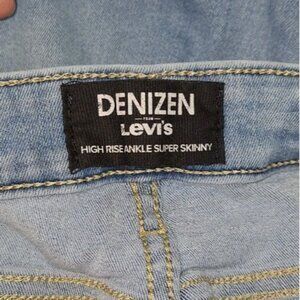 DENIZEN
FROM
Levi's
HIGH RISE ANKLE SUPER SKINNY